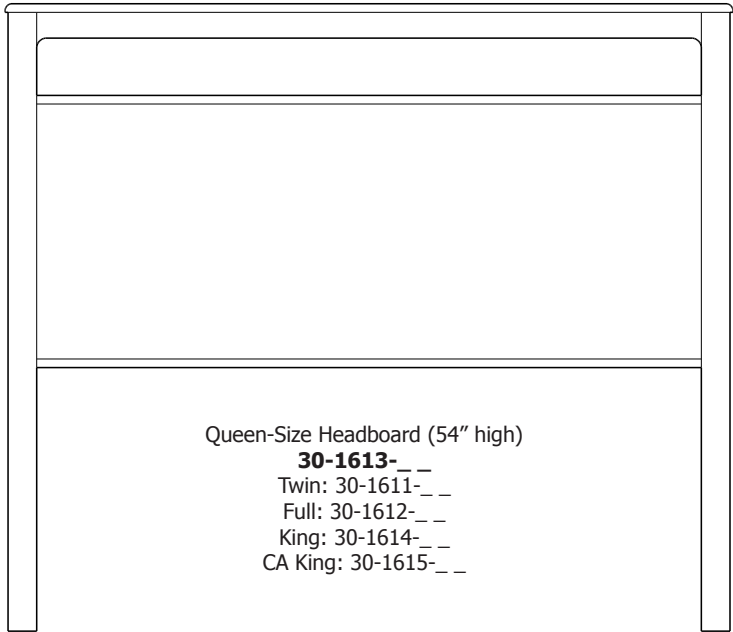 Queen-Size Headboard (54” high)
30-1613-_ _
Twin: 30-1611-_ _
Full: 30-1612-_ _
King: 30-1614-_ _
CA King: 30-1615-_ _